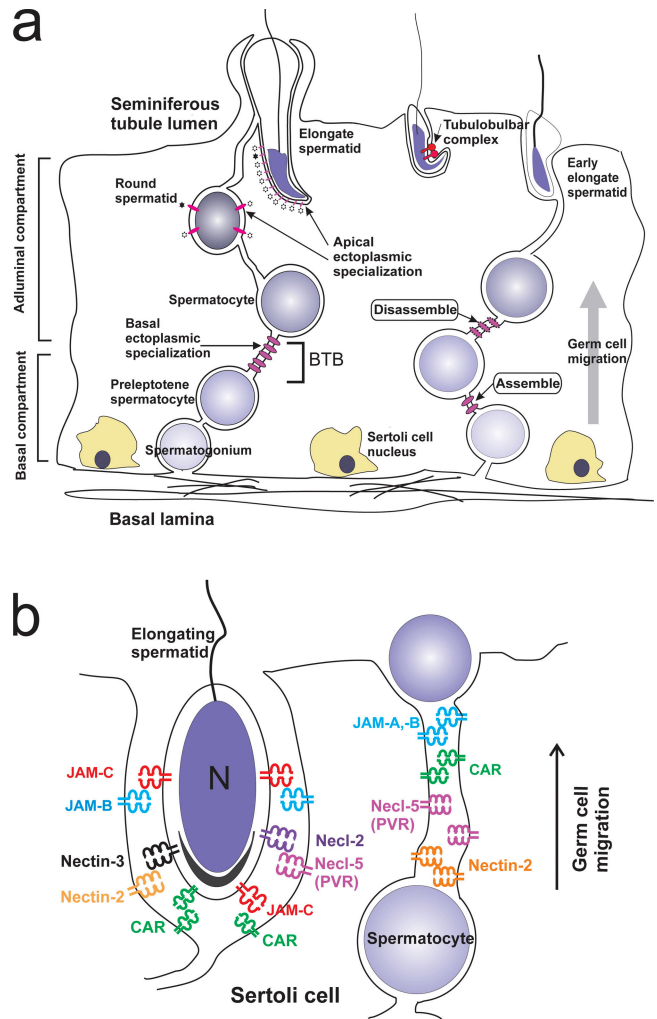 a
Seminiferous
tubule lumen
Elongate
spermatid
Tubulobulbar
complex
Early
elongate
spermatid
Adluminal compartment
Round
spermatid
Apical
ectoplasmic
specialization
Spermatocyte
Disassemble
Basal
ectoplasmic
specialization
BTB
Germ cell
migration
Basal compartment
Preleptotene
spermatocyte
Assemble
Spermatogonium
Sertoli cell
nucleus
Basal lamina
b
Elongating
spermatid
JAM-A,-B
JAM-C
N
CAR
JAM-B
Necl-5
(PVR)
Necl-2
Nectin-3
Necl-5
(PVR)
Nectin-2
Nectin-2
JAM-C
CAR
CAR
Germ cell
migration
Spermatocyte
Sertoli cell